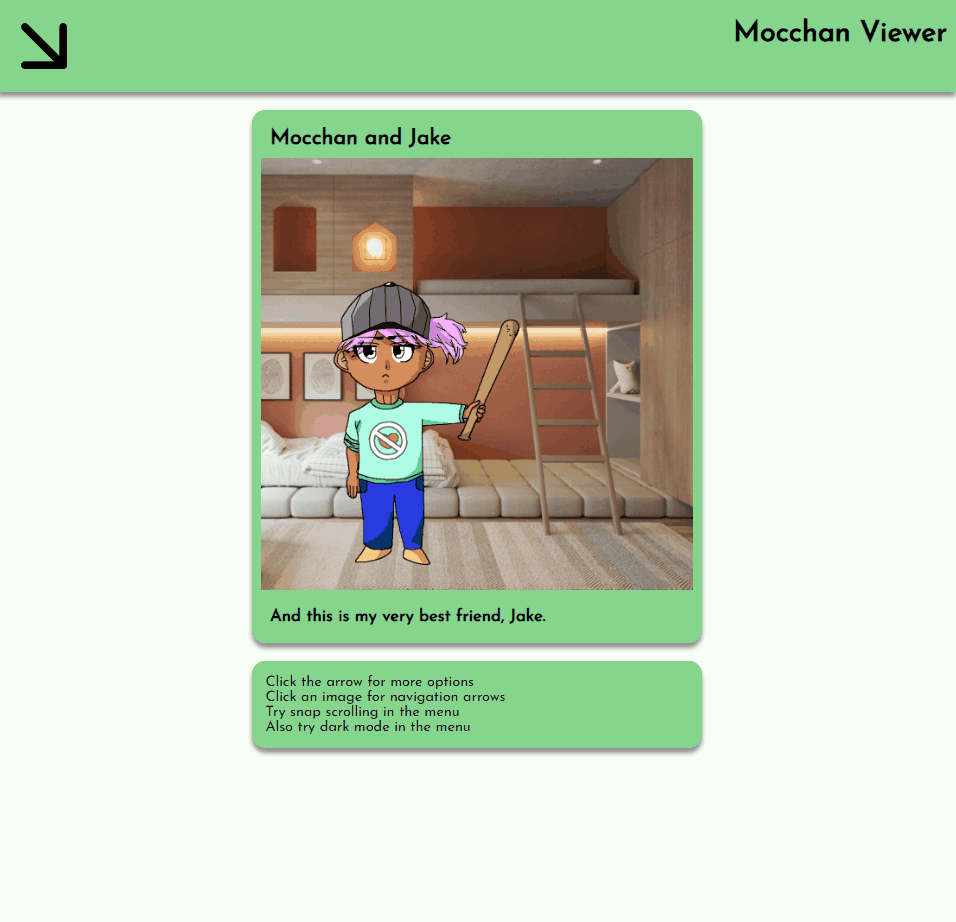 Mocchan Viewer
Mocchan and Jake
And this is my very best friend, Jake.
Click the arrow for more options
Click an image for navigation arrows
Try snap scrolling in the menu
Also try dark mode in the menu